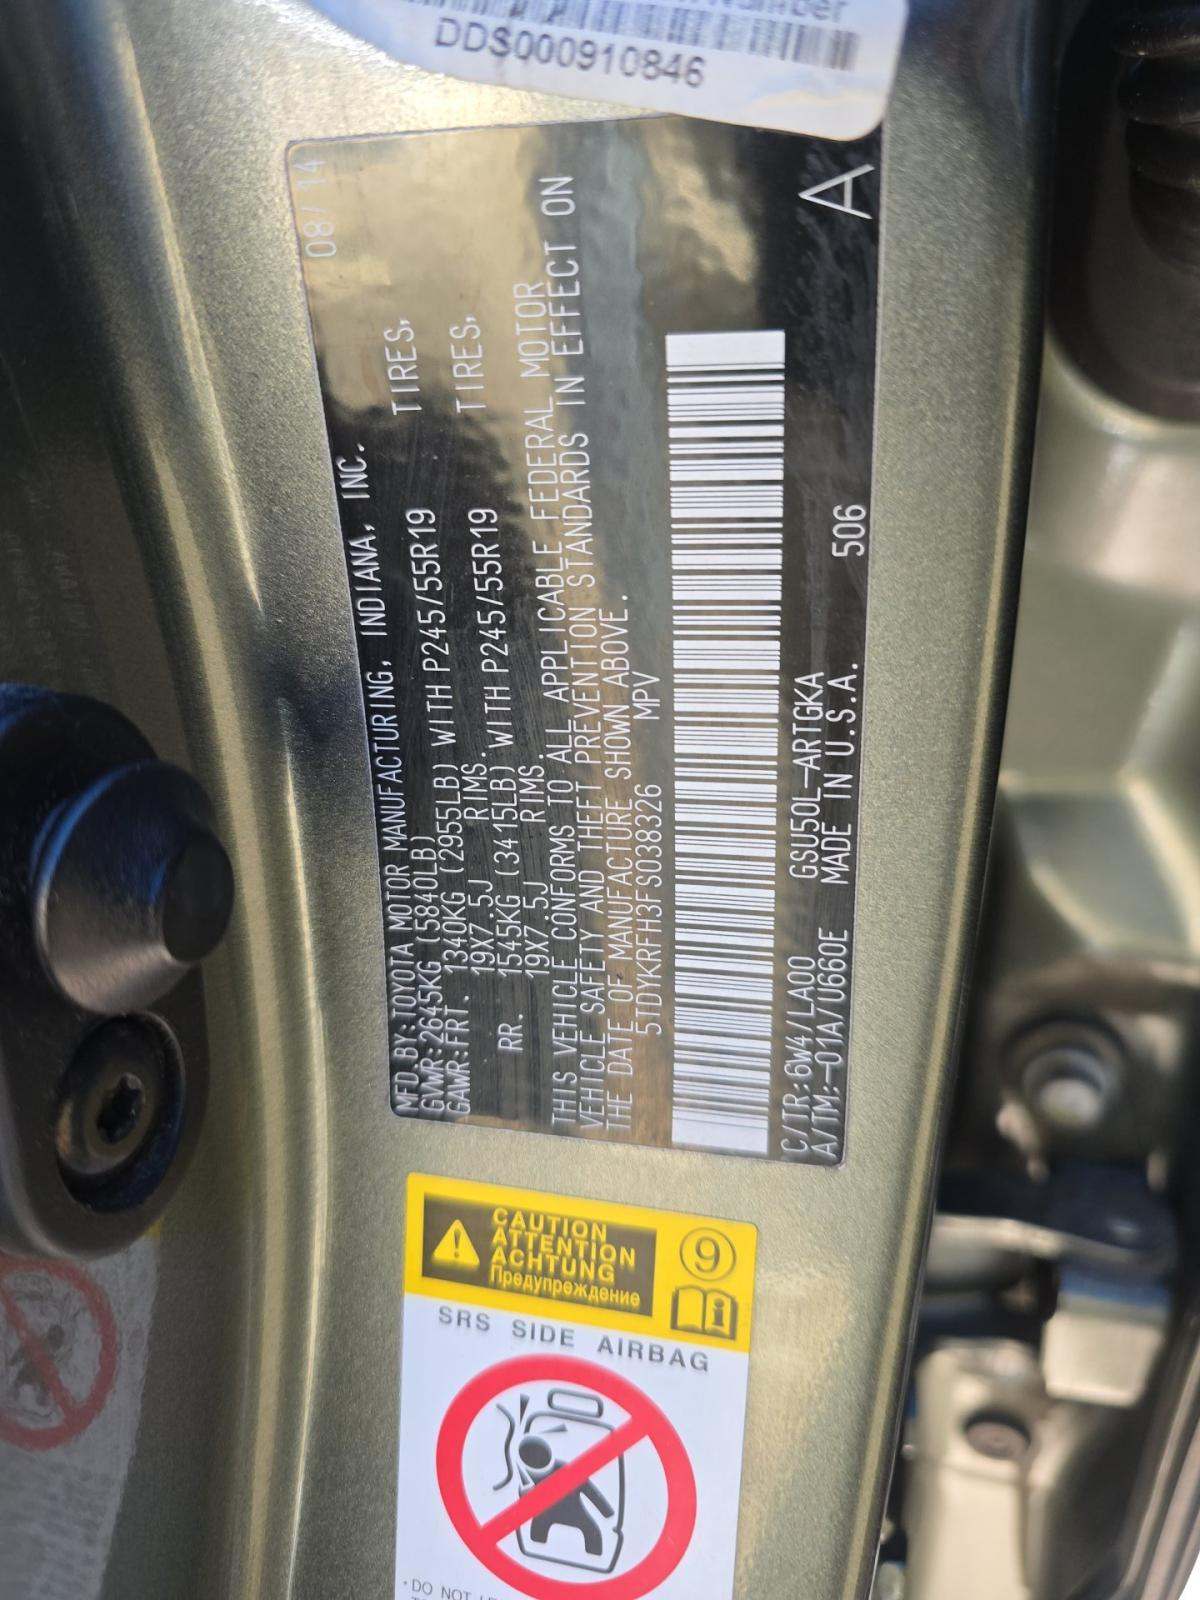 Number
DDS000910846
08/14
MFD.BY:TOYOTA MOTOR MANUFACTURING, INDIANA, INC.
GVWR:2645KG (5840LB)
GAWR:FRT. 1340KG (2955LB) WITH P245/55R19 TIRES,
19X7.5J RIMS.
RR. 1545KG (3415LB) WITH P245/55R19 TIRES,
19X7.5J RIMS.
THIS VEHICLE CONFORMS TO ALL APPLICABLE FEDERAL MOTOR
VEHICLE SAFETY AND THEFT PREVENTION STANDARDS IN EFFECT ON
THE DATE OF MANUFACTURE SHOWN ABOVE.
5TDYKRFH3FS038326 MPV
C/TR:6W4/LA00 GSU50L-ARTGKA
A/TM:-01A/U660E MADE IN U.S.A. 506
A
CAUTION
ATTENTION
ACHTUNG
Предупреждение
9
i
SRS SIDE AIRBAG
•DO NOT